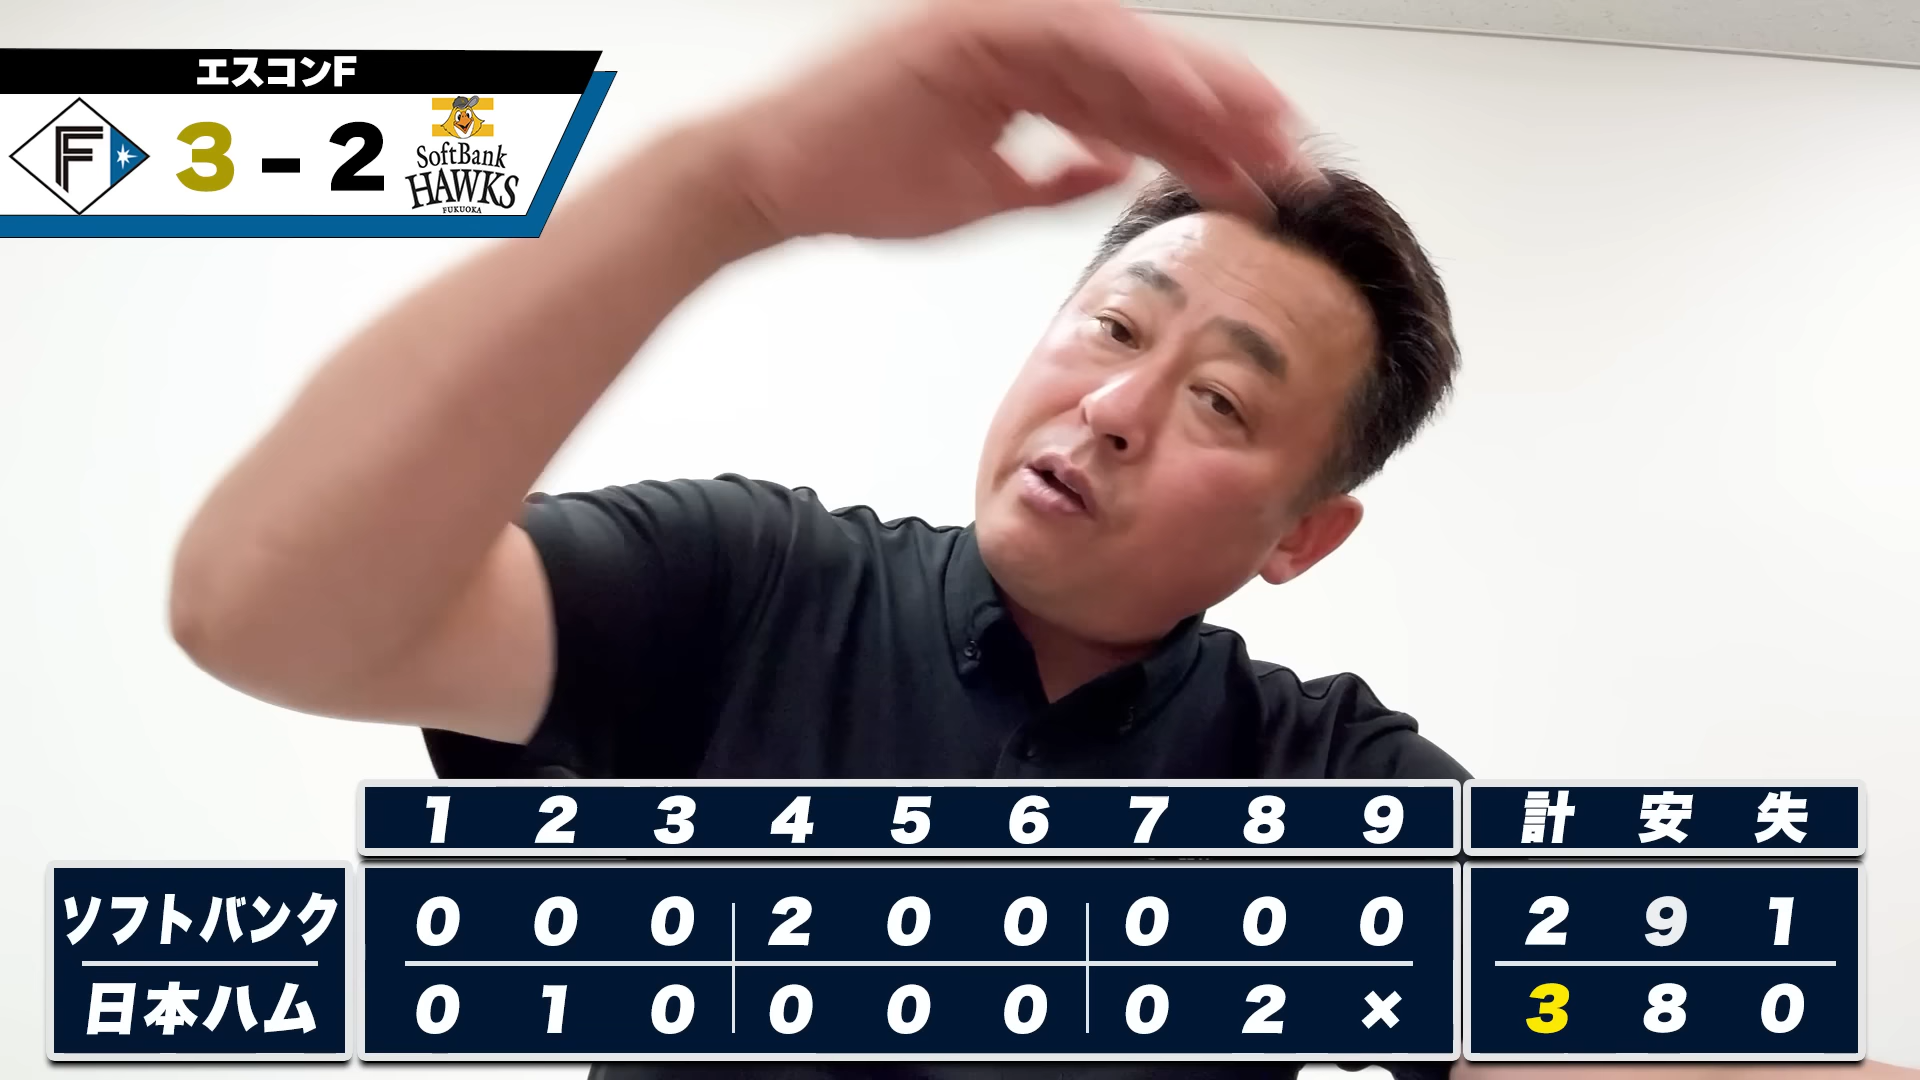 エスコンF
F 3 - 2 SoftBank HAWKS FUKUOKA
1 2 3 4 5 6 7 8 9 計 安 失
ソフトバンク 0 0 0 2 0 0 0 0 0 2 9 1
日本ハム 0 1 0 0 0 0 0 2 × 3 8 0